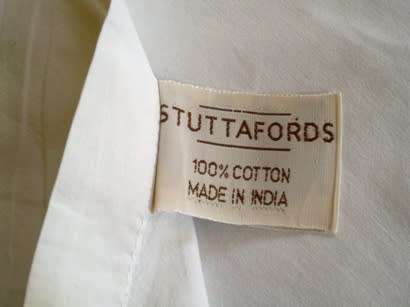 STUTTAFORDS
100% COTTON
MADE IN INDIA